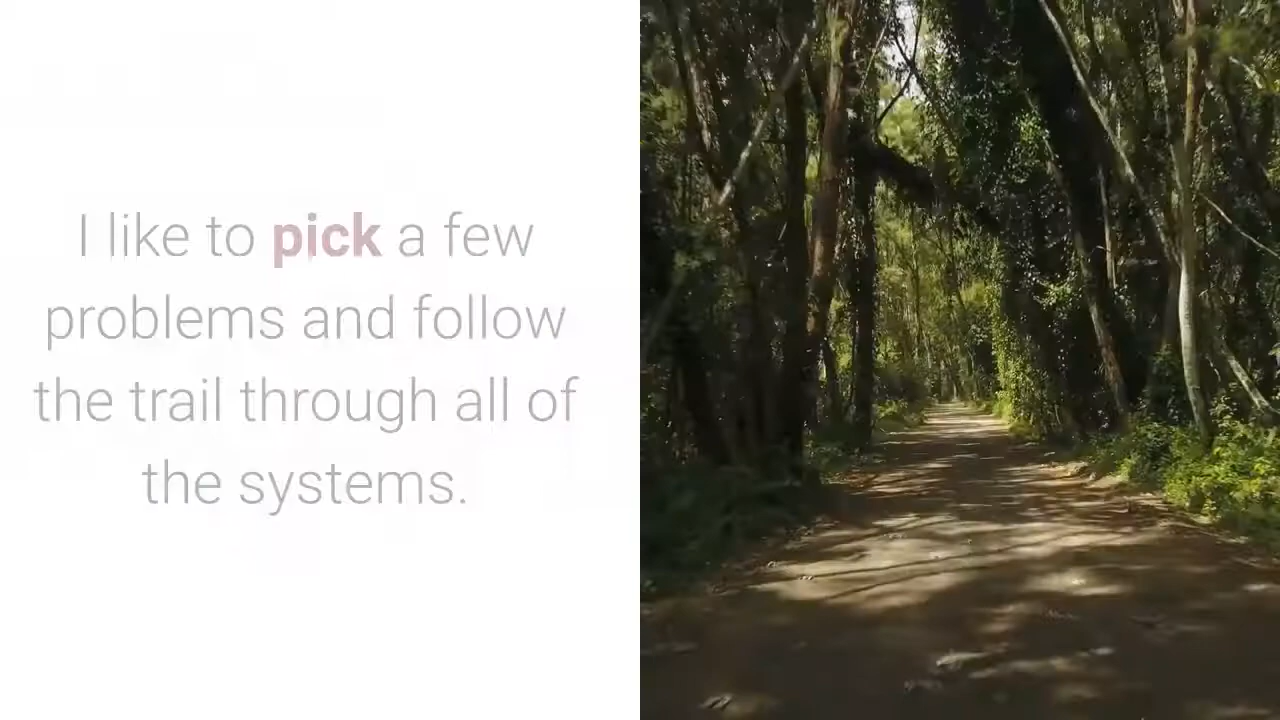 I like to pick a few
problems and follow
the trail through all of
the systems.